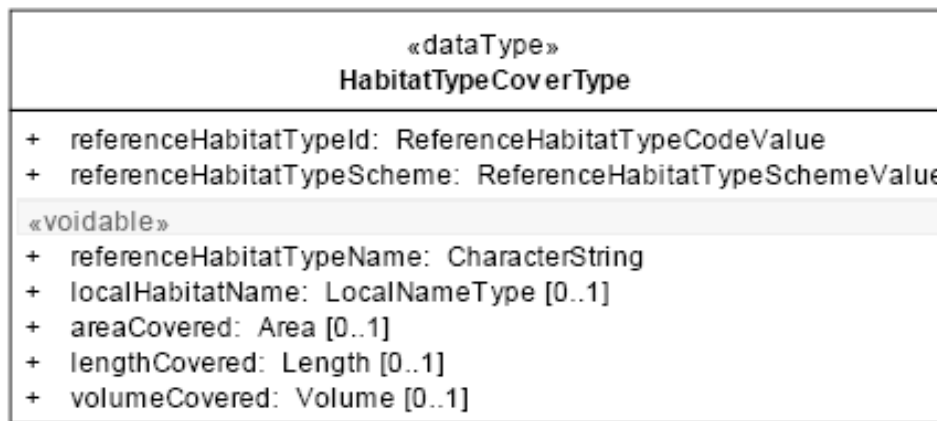 «dataType»
HabitatTypeCoverType
+ referenceHabitatTypeId: ReferenceHabitatTypeCodeValue
+ referenceHabitatTypeScheme: ReferenceHabitatTypeSchemeValue
«voidable»
+ referenceHabitatTypeName: CharacterString
+ localHabitatName: LocalNameType [0..1]
+ areaCovered: Area [0..1]
+ lengthCovered: Length [0..1]
+ volumeCovered: Volume [0..1]